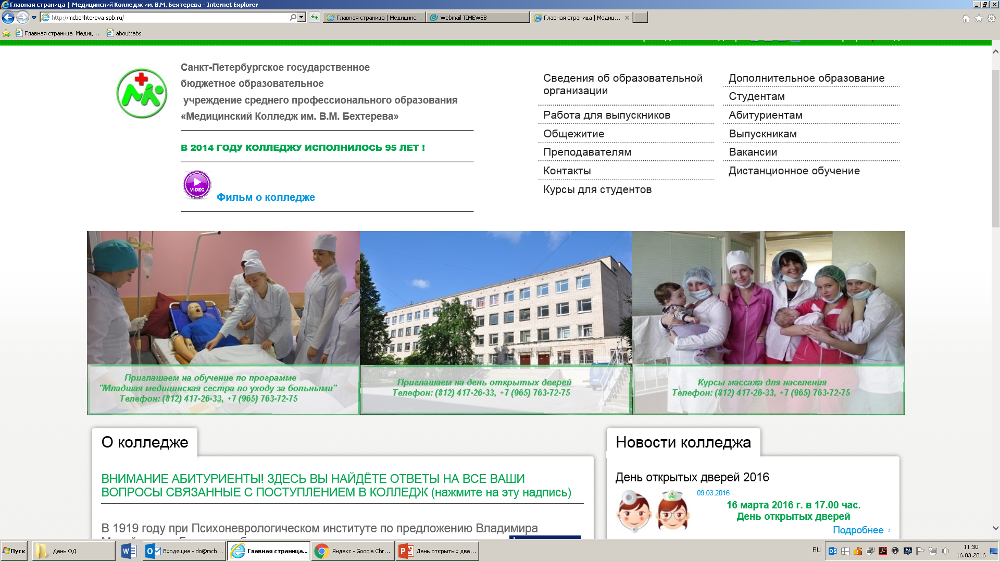 Главная страница | Медицинский Колледж им. В.М. Бехтерева - Internet Explorer
http://mcbekhtereva.spb.ru/
Главная страница | Медицинс...
Webmail TIMEWEB
Главная страница | Медиц...
Главная страница Медиц...
abouttabs
Санкт-Петербургское государственное
бюджетное образовательное
учреждение среднего профессионального образования
«Медицинский Колледж им. В.М. Бехтерева»
В 2014 ГОДУ КОЛЛЕДЖУ ИСПОЛНИЛОСЬ 95 ЛЕТ !
VIDEO
Фильм о колледже
Сведения об образовательной
организации
Работа для выпускников
Общежитие
Преподавателям
Контакты
Курсы для студентов
Дополнительное образование
Студентам
Абитуриентам
Выпускникам
Вакансии
Дистанционное обучение
Приглашаем на обучение по программе
"Младшая медицинская сестра по уходу за больными"
Телефон: (812) 417-26-33, +7 (965) 763-72-75
Приглашаем на день открытых дверей
Телефон: (812) 417-26-33, +7 (965) 763-72-75
Курсы массажа для населения
Телефон: (812) 417-26-33, +7 (965) 763-72-75
О колледже
ВНИМАНИЕ АБИТУРИЕНТЫ! ЗДЕСЬ ВЫ НАЙДЁТЕ ОТВЕТЫ НА ВСЕ ВАШИ
ВОПРОСЫ СВЯЗАННЫЕ С ПОСТУПЛЕНИЕМ В КОЛЛЕДЖ (нажмите на эту надпись)
В 1919 году при Психоневрологическом институте по предложению Владимира
Новости колледжа
День открытых дверей 2016
09.03.2016
16 марта 2016 г. в 17.00 час.
День открытых дверей
Подробнее ›
Пуск
День ОД
Входящие - do@mcb...
Главная страница...
Яндекс - Google Chr...
День открытых две...
RU
11:30
16.03.2016